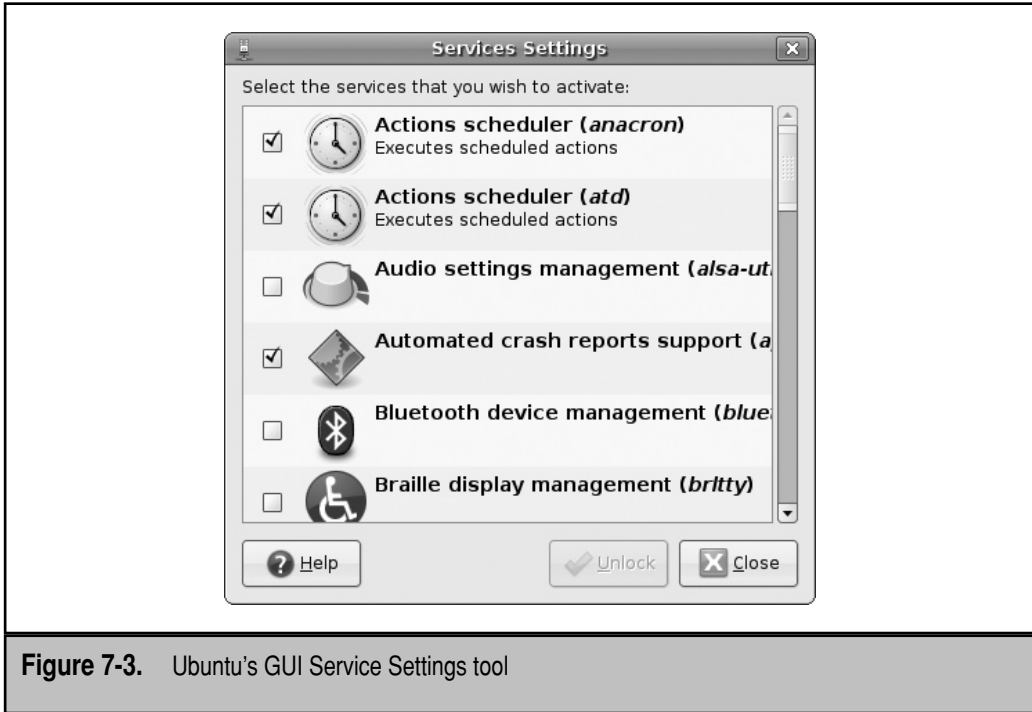 Services Settings
Select the services that you wish to activate:
Actions scheduler (anacron)
Executes scheduled actions
Actions scheduler (atd)
Executes scheduled actions
Audio settings management (alsa-ut
Automated crash reports support (a
Bluetooth device management (blue
Braille display management (brltty)
Help
Unlock
Close
Figure 7-3. Ubuntu's GUI Service Settings tool